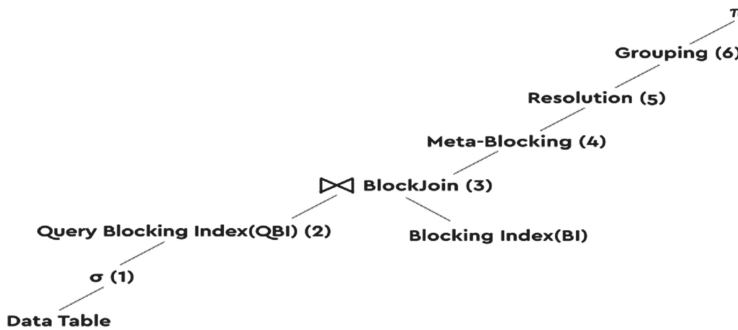 Grouping (6)
Resolution (5)
Meta-Blocking (4)
⋈ BlockJoin (3)
Query Blocking Index(QBI) (2)
Blocking Index(BI)
σ (1)
Data Table